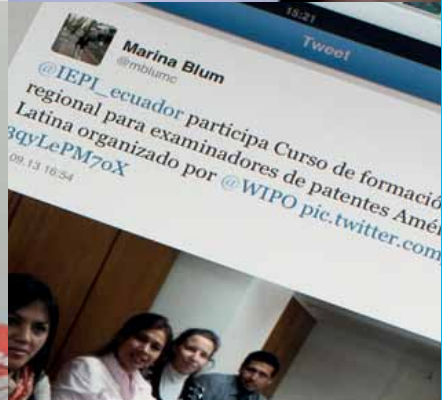 15:21
Tweet
Marina Blum
@mblumc
@IEPI_ecuador participa Curso de formació
regional para examinadores de patentes Amé
Latina organizado por @WIPO pic.twitter.com
3qyLePM7oX
09.13 16:54